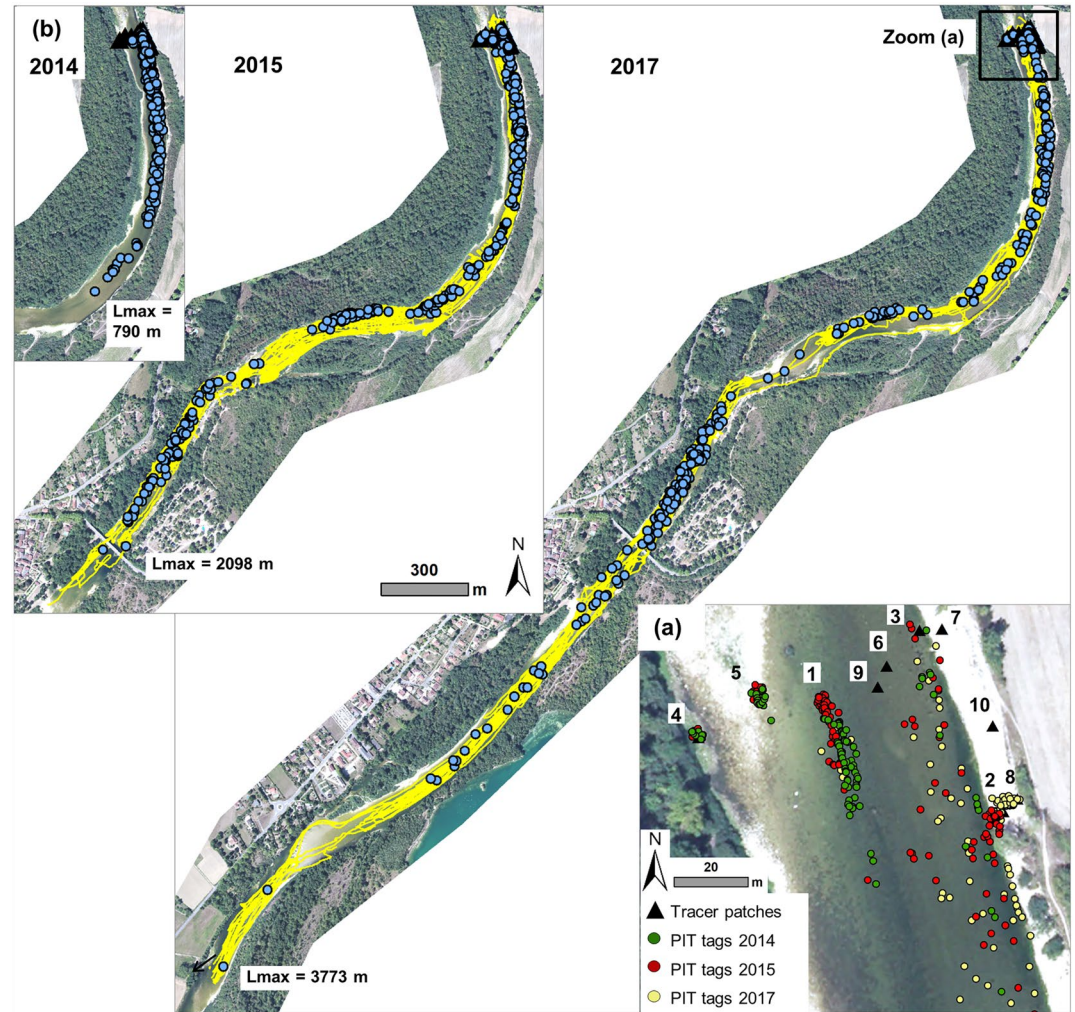 (b)
2014
2015
2017
Zoom (a)
Lmax =
790 m
Lmax = 2098 m
N
300
m
Lmax = 3773 m
(a)
3
7
6
5
1
9
4
10
2
8
N
20
m
Tracer patches
PIT tags 2014
PIT tags 2015
PIT tags 2017